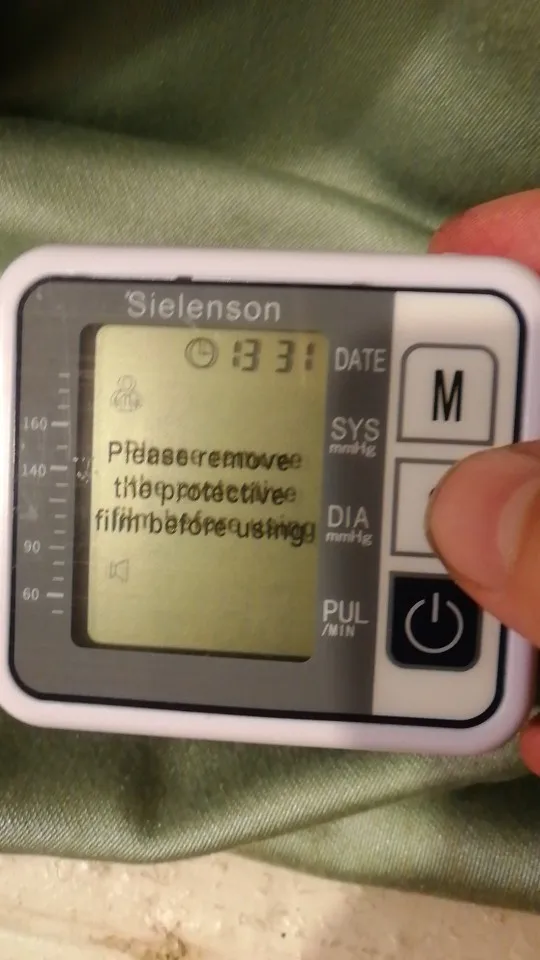 Sielenson
13 31 DATE
M
160
SYS
mmHg
Please remove
140
the protective
film before using
DIA
mmHg
90
60
PUL
/MIN